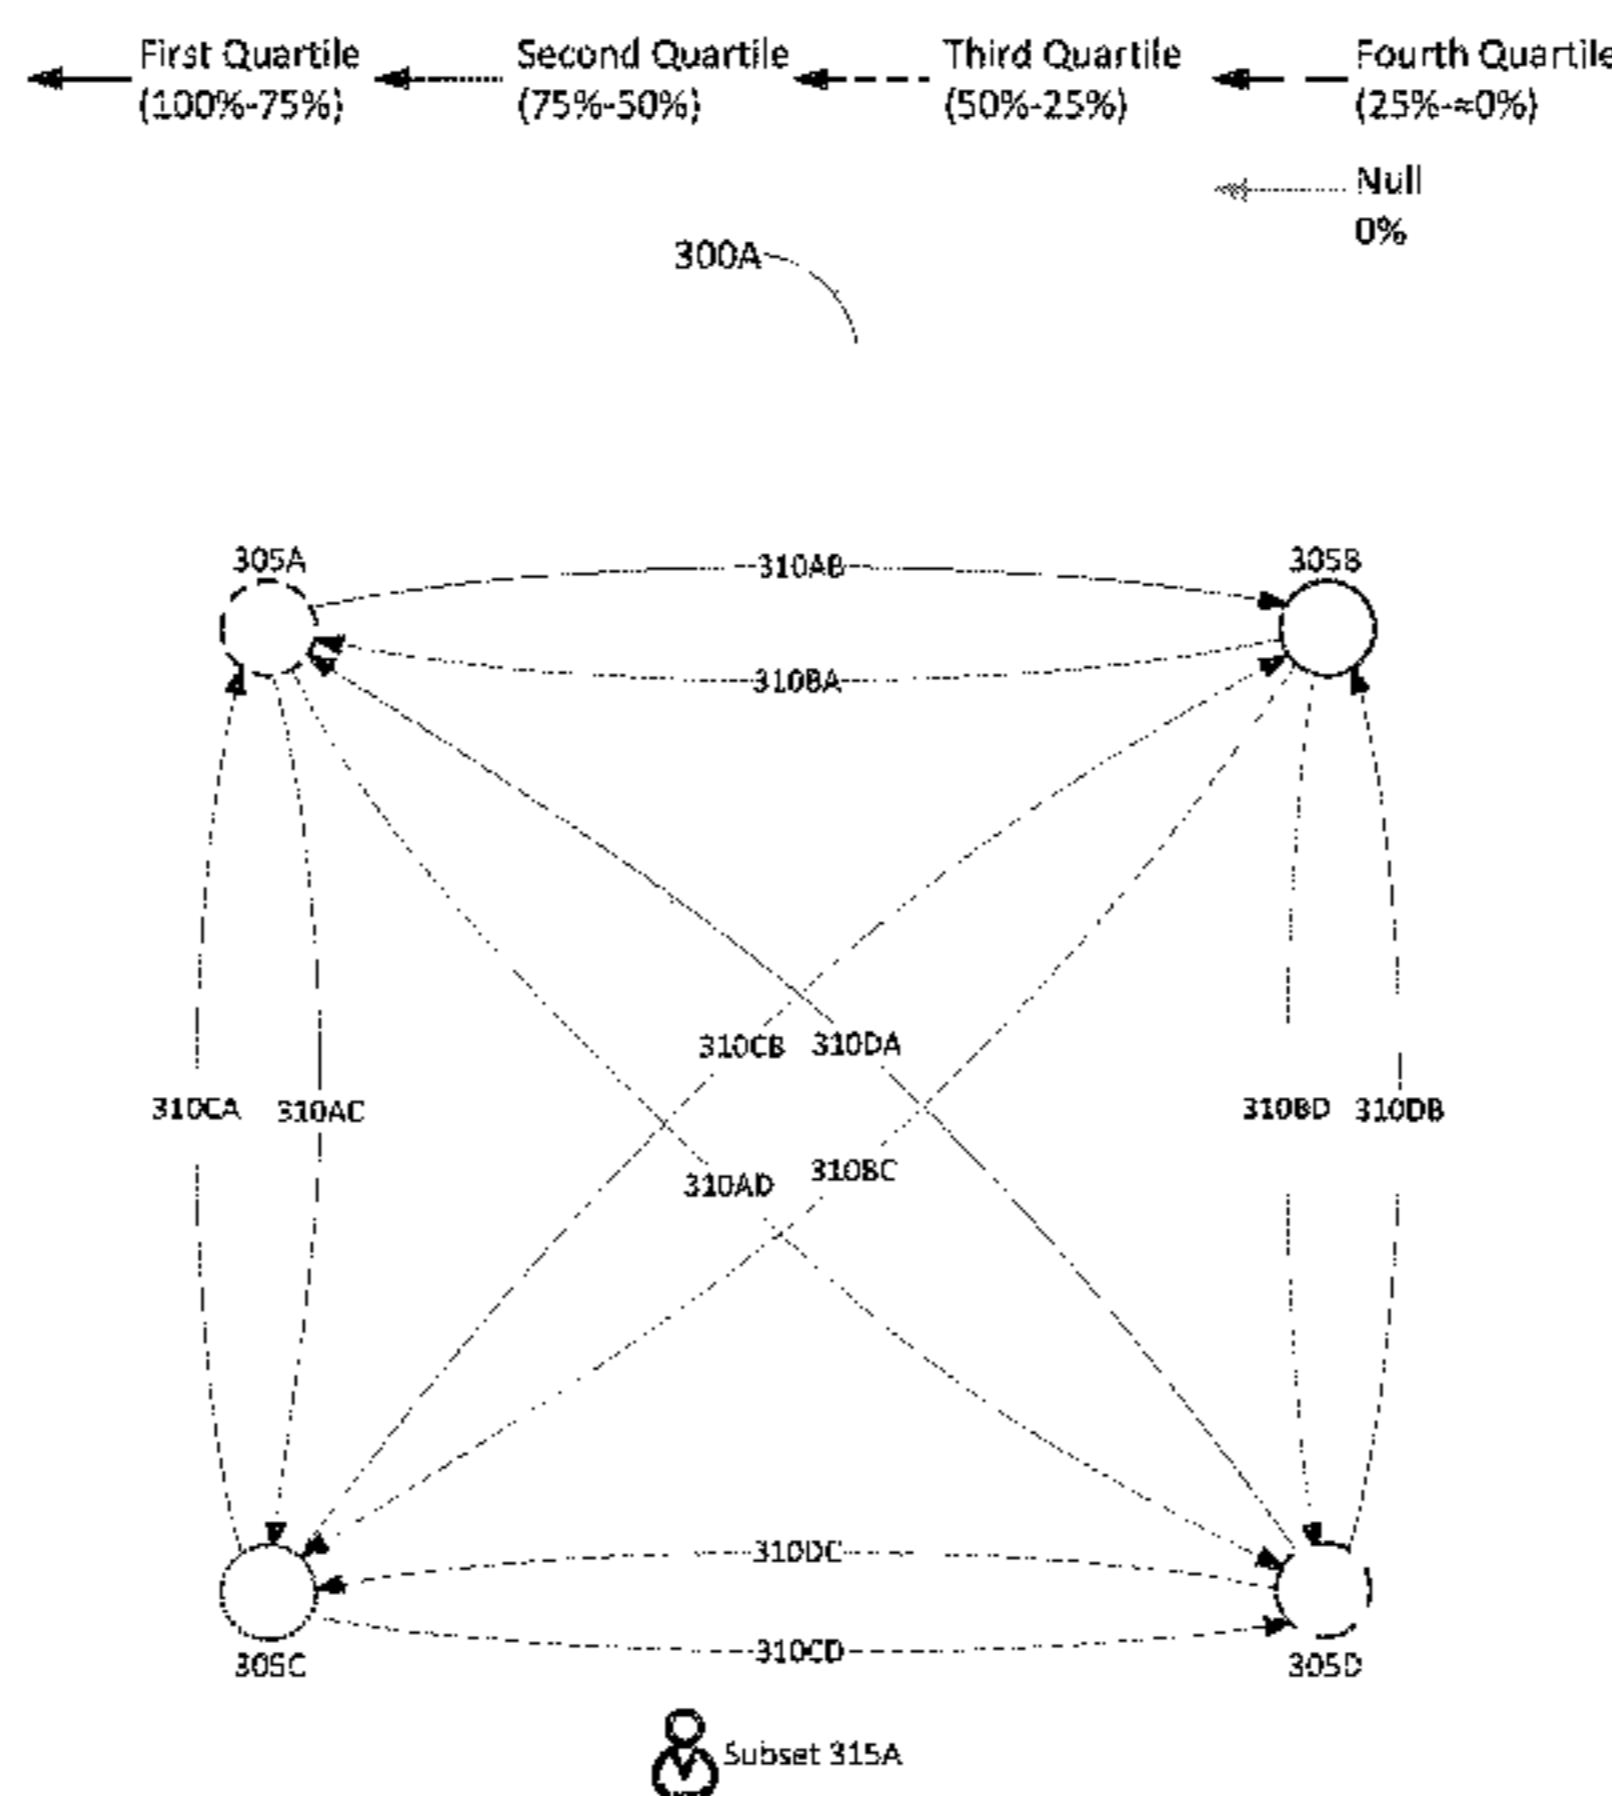 First Quartile
(100%-75%)
Second Quartile
(75%-50%)
Third Quartile
(50%-25%)
Fourth Quartile
(25%-≈0%)
Null
0%
300A
305A
310AB
305B
310BA
310CB
310DA
310CA
310AC
310BD
310DB
310AD
310BC
310DC
310CD
305C
305D
Subset 315A